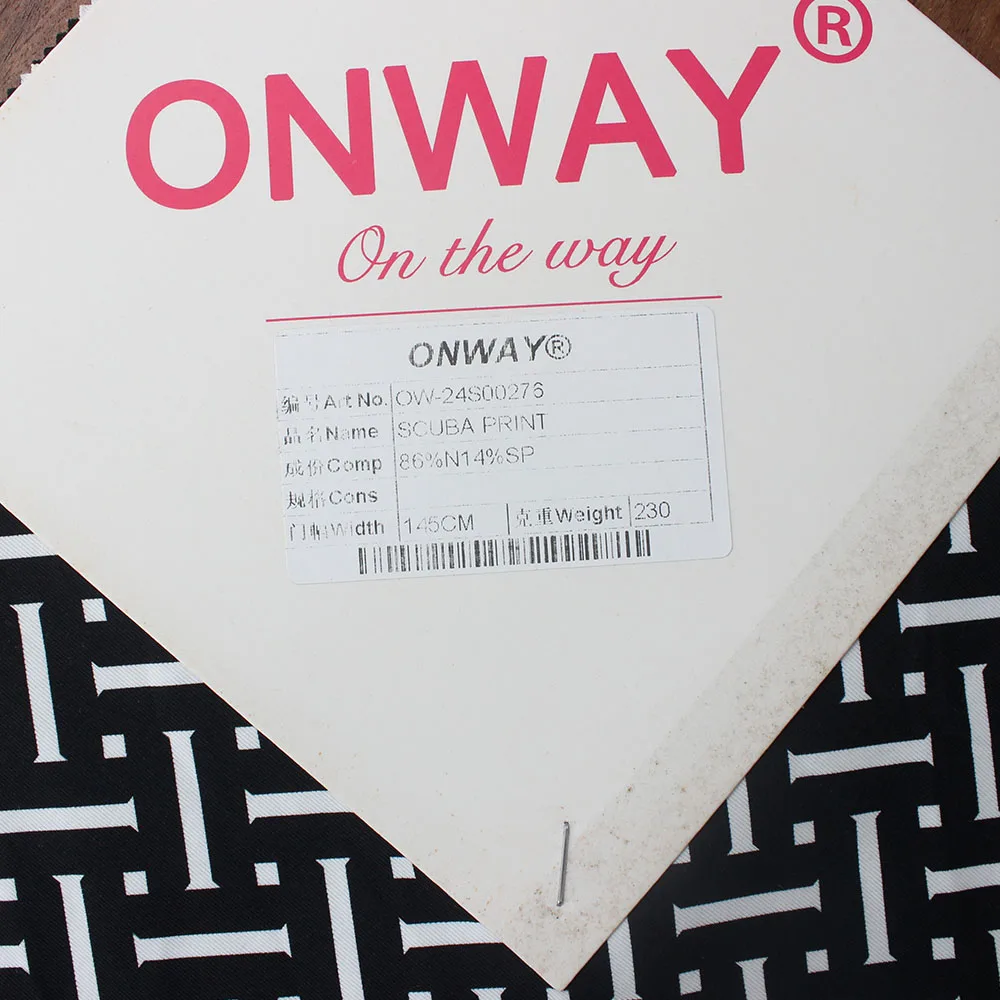 ONWAY®
On the way
ONWAY®
编号Art No. OW-24S00276
品名Name SCUBA PRINT
成份Comp 86%N14%SP
规格Cons
门幅Width 145CM 克重Weight 230